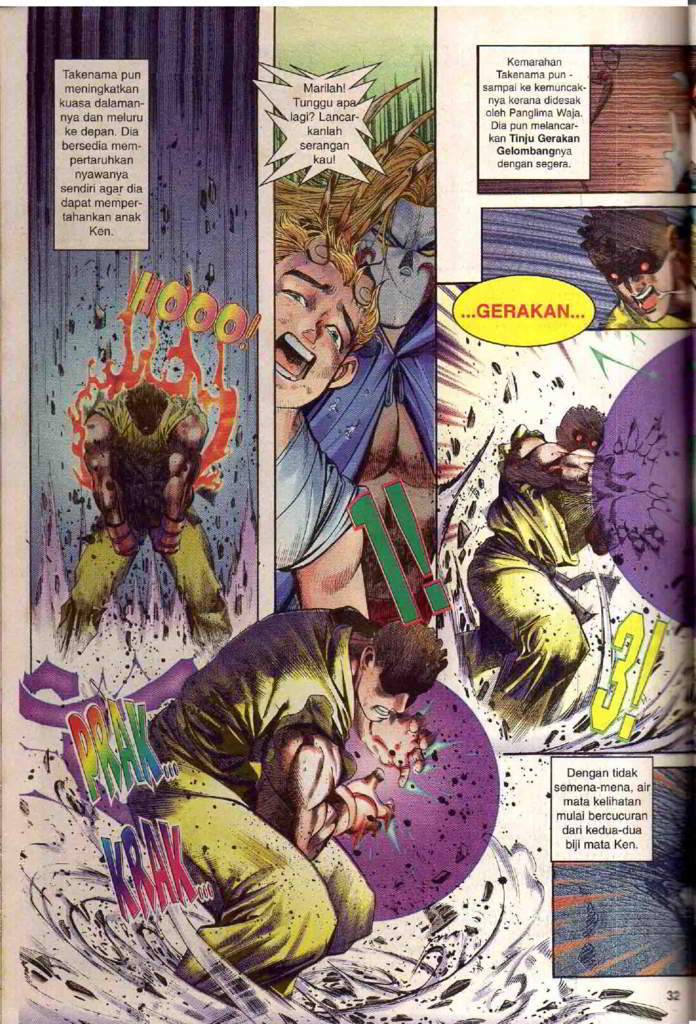 Takenama pun
meningkatkan
kuasa dalaman-
nya dan meluru
ke depan. Dia
bersedia mem-
pertaruhkan
nyawanya
sendiri agar dia
dapat memper-
tahankan anak
Ken.
HOOO!
Marilah!
Tunggu apa
lagi? Lancar-
kanlah
serangan
kau!
1!!
Kemarahan
Takenama pun -
sampai ke kemuncak-
nya kerana didesak
oleh Panglima Waja.
Dia pun melancar-
kan Tinju Gerakan
Gelombangnya
dengan segera.
...GERAKAN...
3!!
PRAK...
KRAK...
Dengan tidak
semena-mena, air
mata kelihatan
mulai bercucuran
dari kedua-dua
biji mata Ken.
32